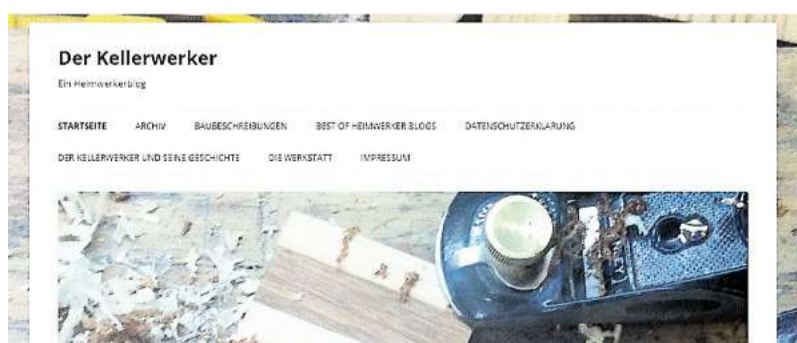 Der Kellerwerker
Ein Heimwerkerblog
STARTSEITE ARCHIV BAUBESCHREIBUNGEN BEST OF HEIMWERKER BLOGS DATENSCHUTZERKLÄRUNG
DER KELLERWERKER UND SEINE GESCHICHTE DIE WERKSTATT IMPRESSUM